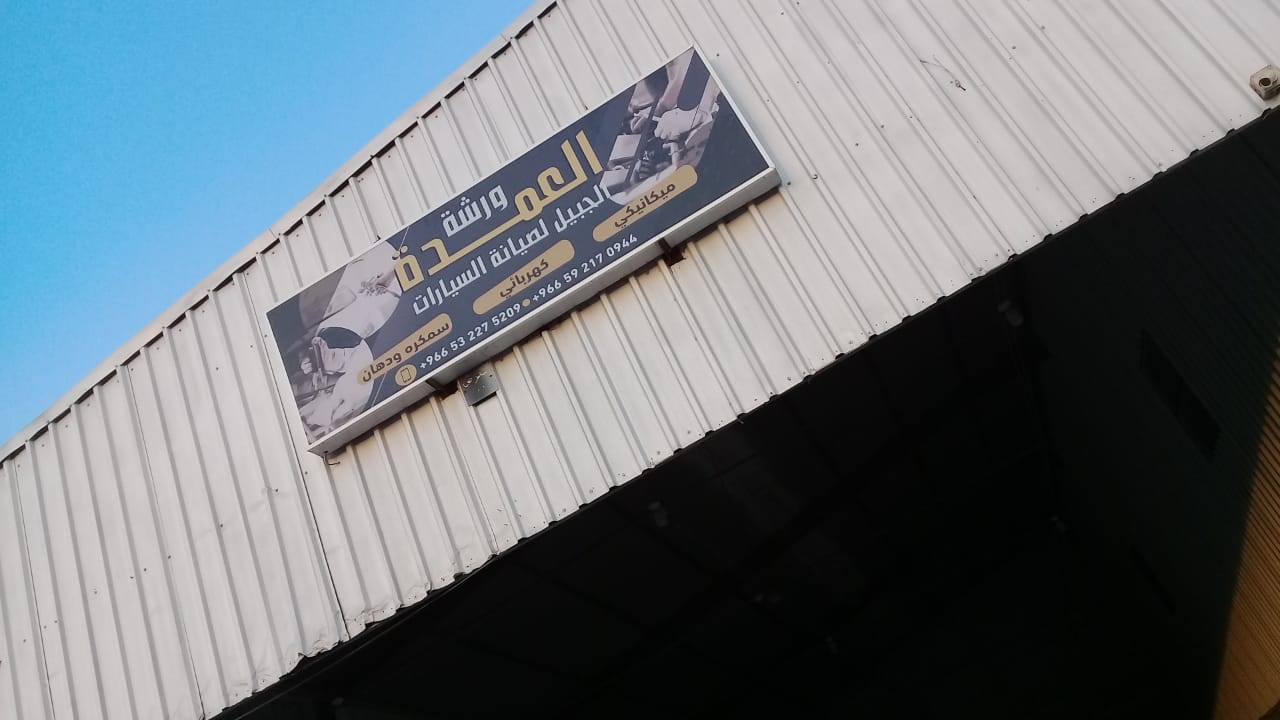 ورشة
العمدة
الجبيل لصيانة السيارات
ميكانيكي كهربائي سمكره ودهان
+966 53 227 5209 • +966 59 217 0944